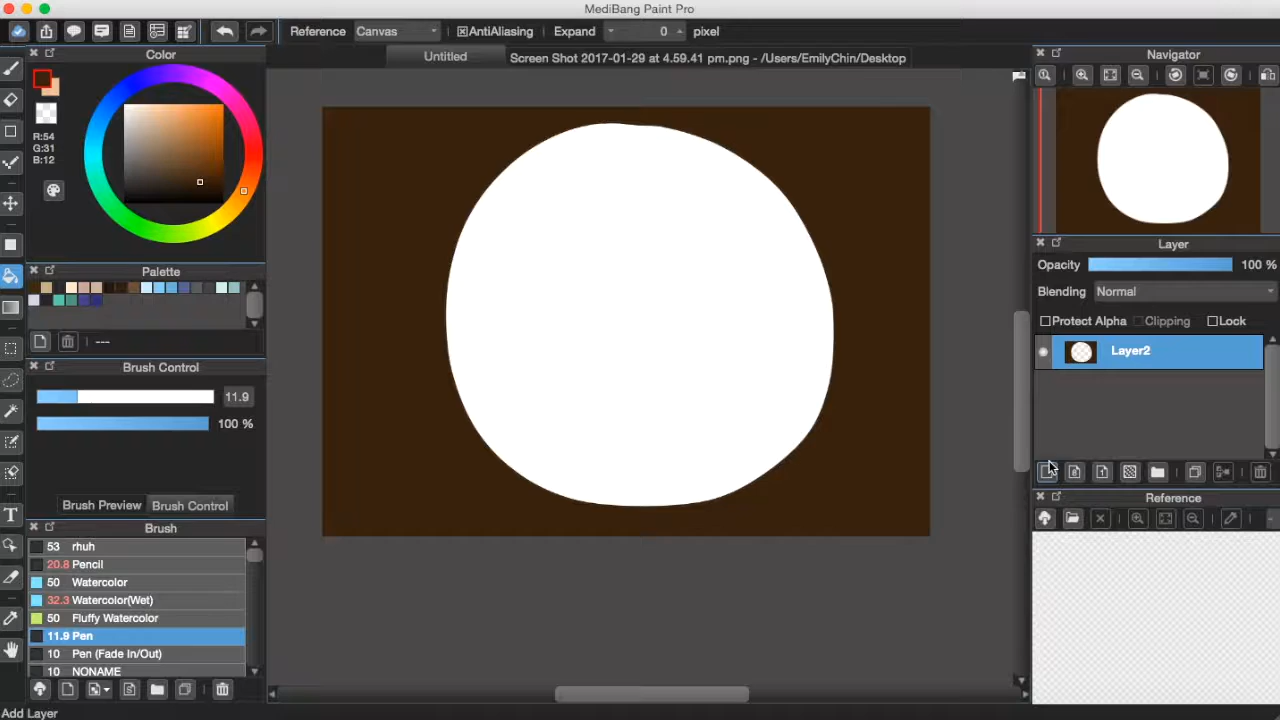 MediBang Paint Pro
Reference Canvas AntiAliasing Expand 0 pixel
Untitled
Screen Shot 2017-01-29 at 4.59.41 pm.png - /Users/EmilyChin/Desktop
Color
R:54
G:31
B:12
Palette
---
Brush Control
11.9
100 %
Brush Preview Brush Control
Brush
53 rhuh
20.8 Pencil
50 Watercolor
32.3 Watercolor(Wet)
50 Fluffy Watercolor
11.9 Pen
10 Pen (Fade In/Out)
10 NONAME
Add Layer
Navigator
Layer
Opacity 100 %
Blending Normal
Protect Alpha Clipping Lock
Layer2
Reference